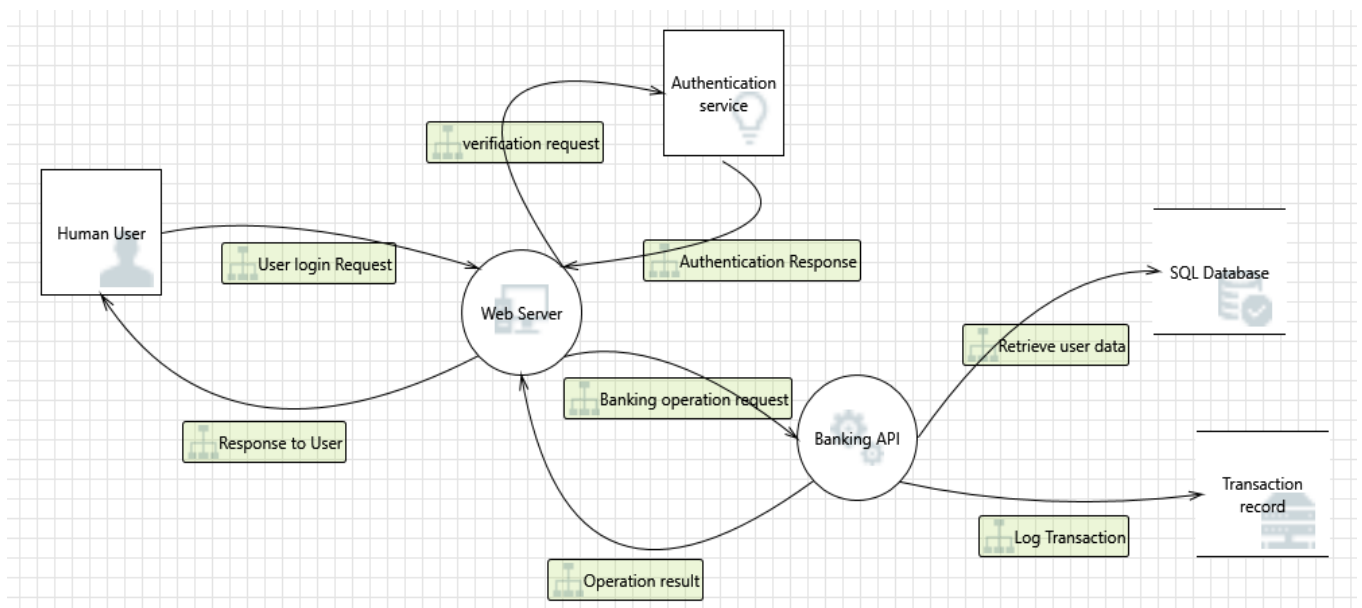 Authentication
service
verification request
Human User
User login Request
Authentication Response
SQL Database
Web Server
Retrieve user data
Banking operation request
Banking API
Response to User
Transaction
record
Log Transaction
Operation result